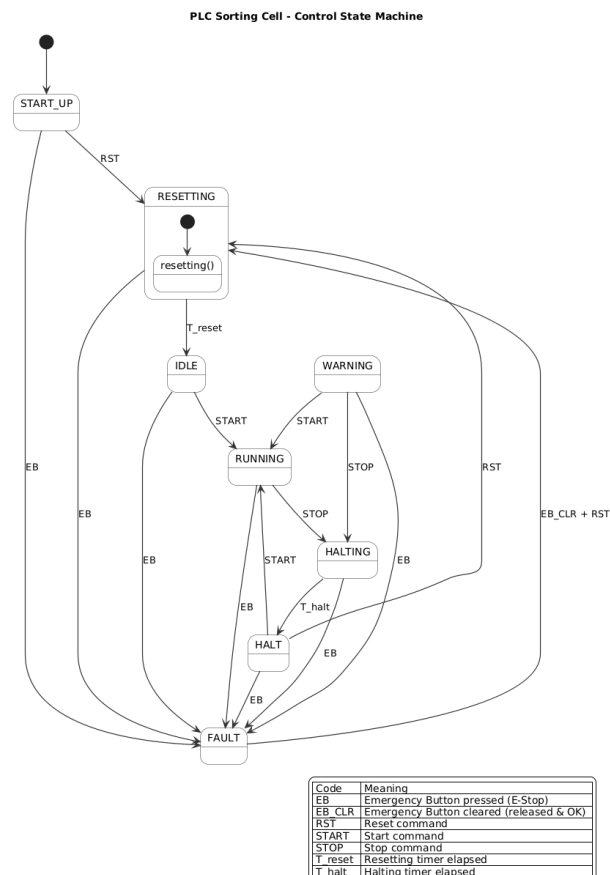 PLC Sorting Cell - Control State Machine
START_UP
RST
RESETTING
resetting()
T_reset
IDLE
WARNING
START
START
RUNNING
STOP
RST
EB
EB
STOP
EB_CLR + RST
HALTING
EB
START
EB
T_halt
EB
HALT
EB
EB
FAULT
Code Meaning
EB Emergency Button pressed (E-Stop)
EB_CLR Emergency Button cleared (released & OK)
RST Reset command
START Start command
STOP Stop command
T_reset Resetting timer elapsed
T_halt Halting timer elapsed